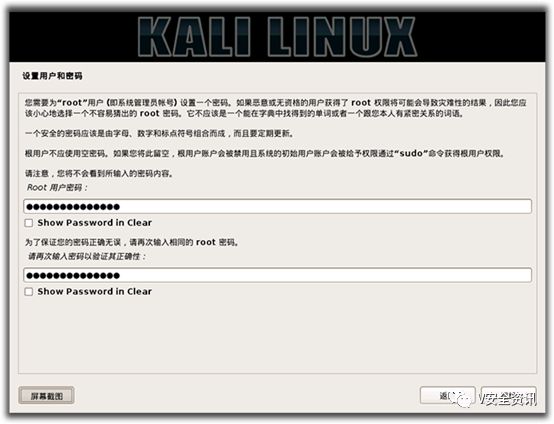 KALI LINUX
设置用户和密码
您需要为“root”用户 (即系统管理员帐号) 设置一个密码。如果恶意或无资格的用户获得了 root 权限将可能会导致灾难性的结果，因此您应
该小心地选择一个不容易猜出的 root 密码。它不应该是一个能在字典中找得到的单词或者一个跟您本人有紧密关系的词语。
一个安全的密码应该是由字母、数字和标点符号组合而成，而且要定期更新。
根用户不应使用空密码。如果您将此留空，根用户账户会被禁用且系统的初始用户账户会被给予权限通过“sudo”命令获得根用户权限。
请注意，您将不会看到所输入的密码内容。
Root 用户密码：
●●●●●●●●●●●●●●
Show Password in Clear
为了保证您的密码正确无误，请再次输入相同的 root 密码。
请再次输入密码以验证其正确性：
●●●●●●●●●●●●●●
Show Password in Clear
屏幕截图
返
V安全资讯